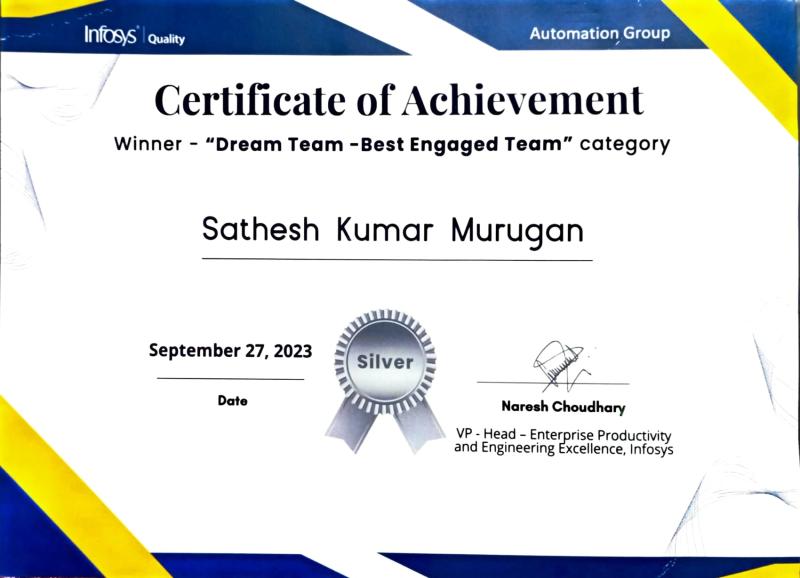 Infosys | Quality
Automation Group
Certificate of Achievement
Winner - “Dream Team –Best Engaged Team” category
Sathesh Kumar Murugan
September 27, 2023
Silver
Date
Naresh Choudhary
VP - Head – Enterprise Productivity
and Engineering Excellence, Infosys